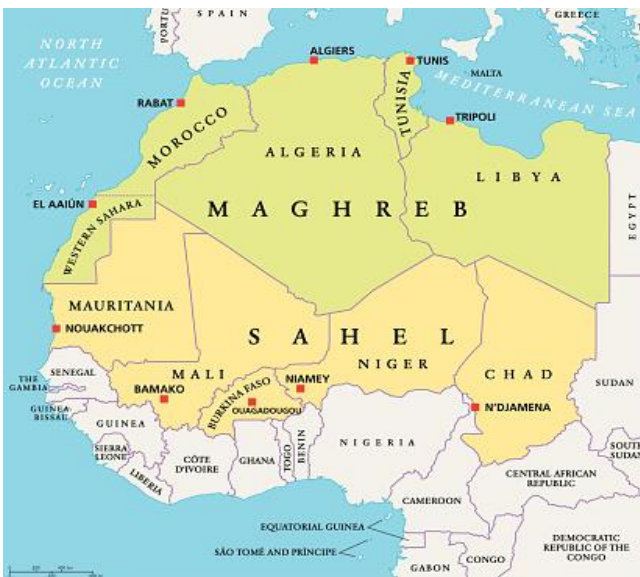 SPAIN
PORTU
GREECE
NORTH
ATLANTIC
OCEAN
ALGIERS
TUNIS
MALTA
MEDITERRANEAN SEA
RABAT
TRIPOLI
MOROCCO
TUNISIA
ALGERIA
LIBYA
EL AAIÚN
MAGHREB
EGYPT
WESTERN SAHARA
MAURITANIA
NOUAKCHOTT
SAHEL
MALI
NIGER
CHAD
SENEGAL
THE
GAMBIA
BAMAKO
BURKINA FASO
NIAMEY
SUDAN
GUINEA
BISSAU
OUAGADOUGOU
N'DJAMENA
GUINEA
NIGERIA
SIERRA
LEONE
CÔTE
D'IVOIRE
GHANA
TOGO
BENIN
SOUTH
SUDAN
LIBERIA
CENTRAL AFRICAN
REPUBLIC
CAMEROON
EQUATORIAL GUINEA
SÃO TOMÉ AND PRÍNCIPE
GABON
CONGO
DEMOCRATIC
REPUBLIC OF THE
CONGO